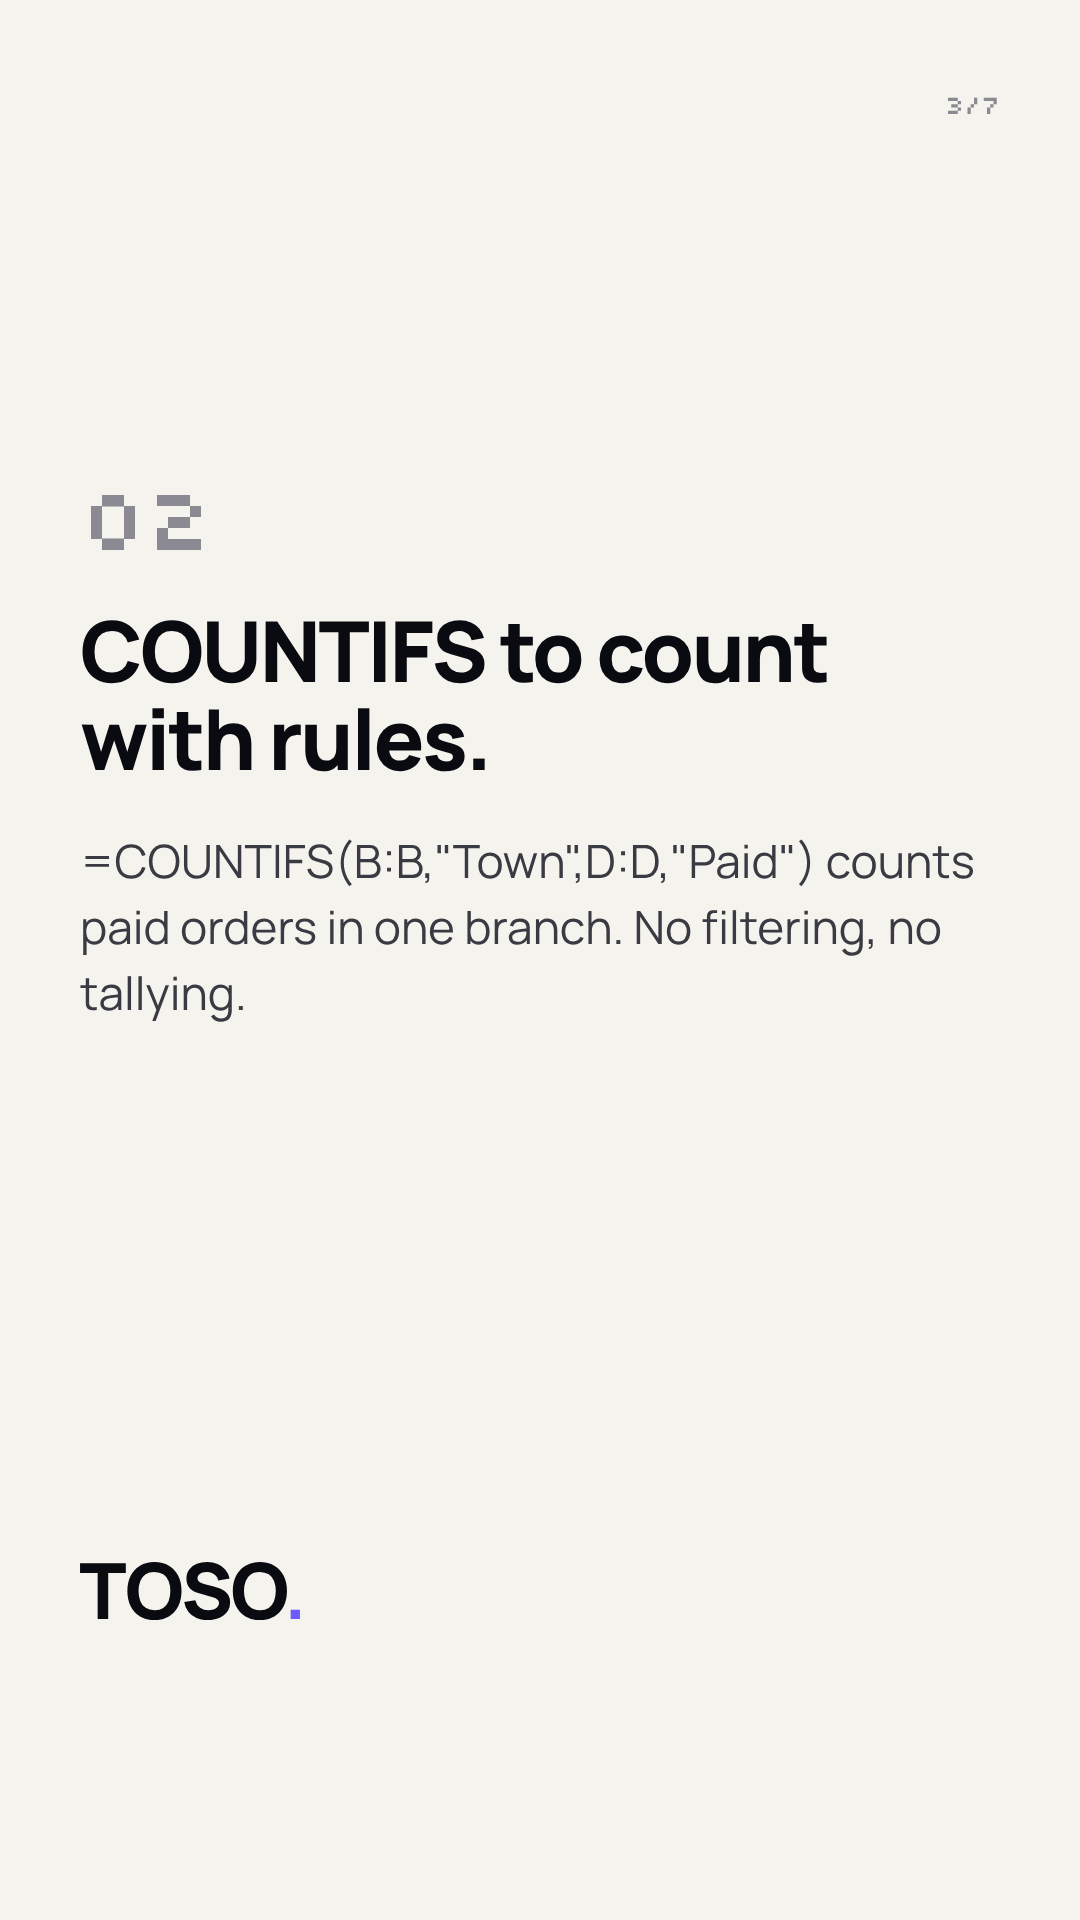 3/7
02
COUNTIFS to count
with rules.
=COUNTIFS(B:B,"Town",D:D,"Paid") counts
paid orders in one branch. No filtering, no
tallying.
TOSO.